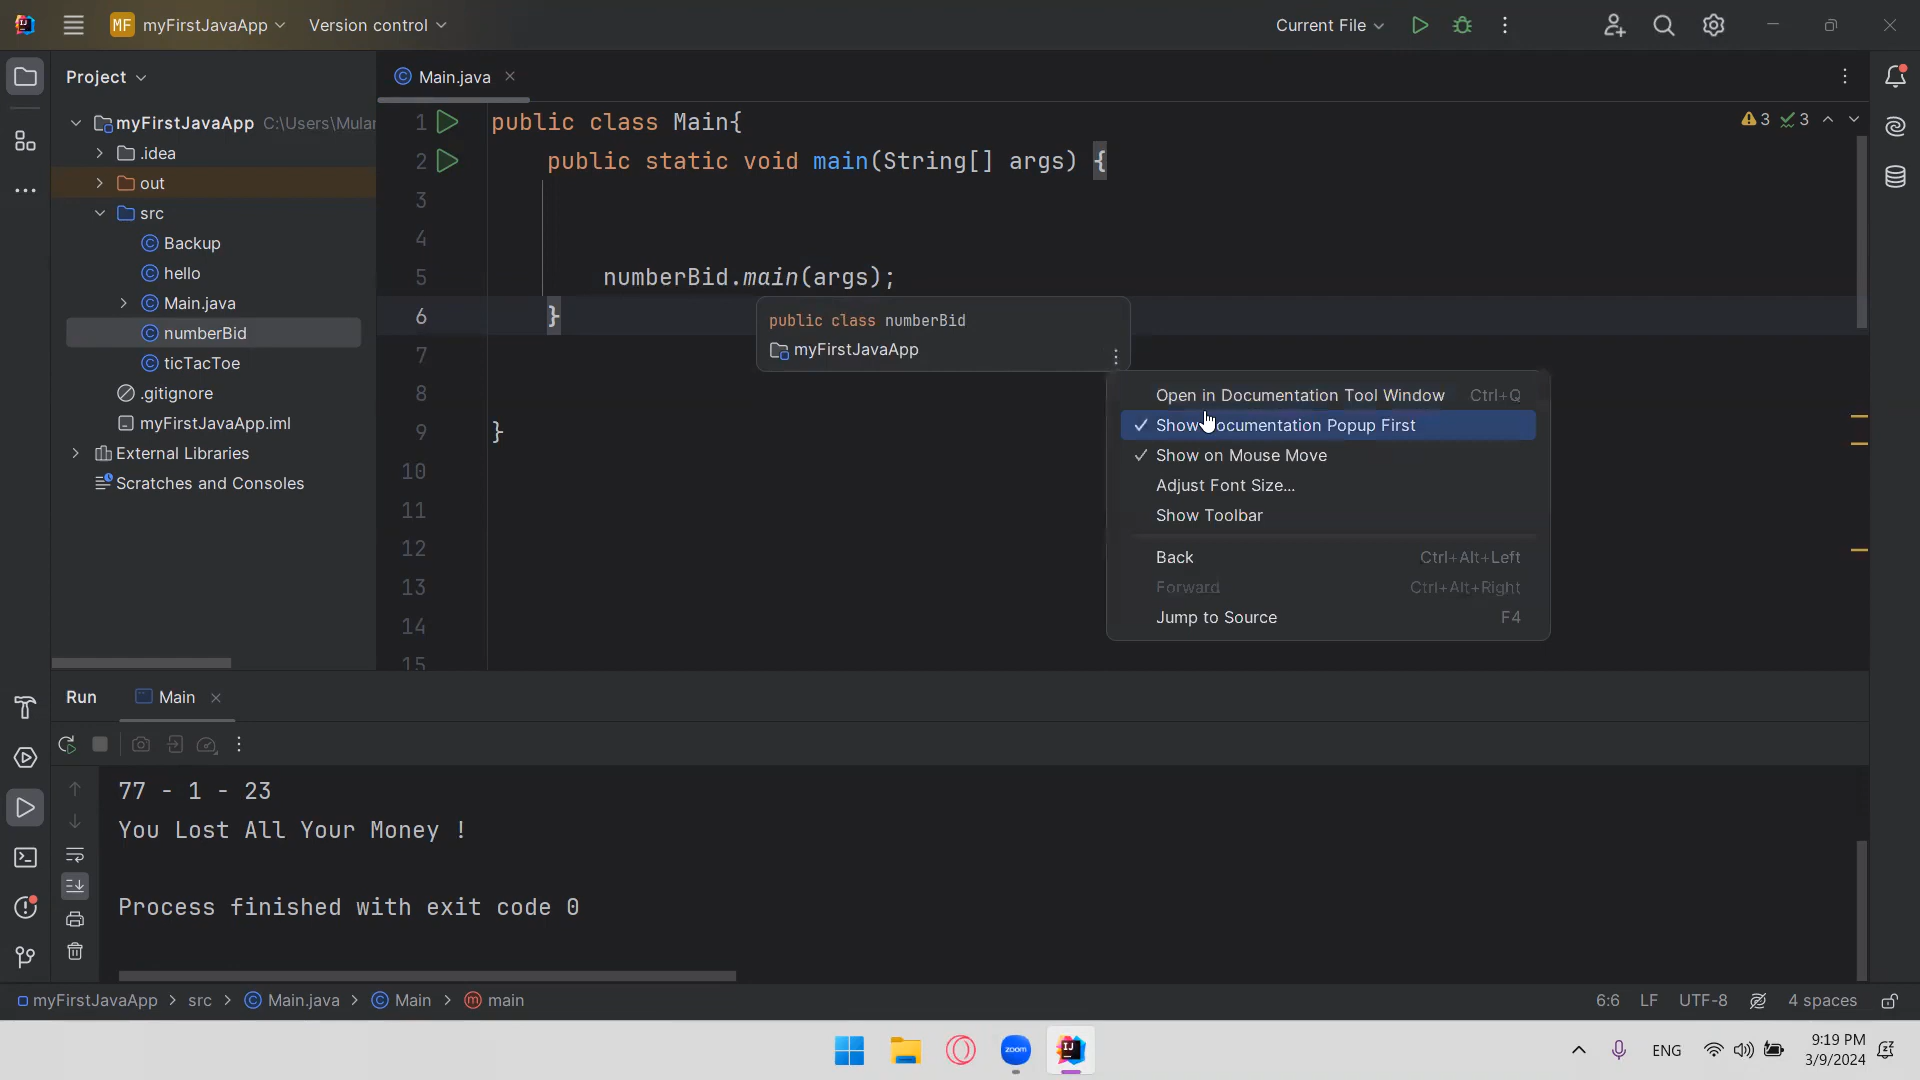 MF myFirstJavaApp Version control Current File
Project
Main.java
myFirstJavaApp C:\Users\Mular
.idea
out
src
Backup
hello
Main.java
numberBid
ticTacToe
.gitignore
myFirstJavaApp.iml
External Libraries
Scratches and Consoles
1 public class Main{
2 public static void main(String[] args) {
3
4
5 numberBid.main(args);
6 }
7
8
9 }
10
11
12
13
14
15
3 3
public class numberBid
myFirstJavaApp
Open in Documentation Tool Window Ctrl+Q
Show Documentation Popup First
Show on Mouse Move
Adjust Font Size...
Show Toolbar
Back Ctrl+Alt+Left
Forward Ctrl+Alt+Right
Jump to Source F4
Run Main
77 - 1 - 23
You Lost All Your Money !
Process finished with exit code 0
myFirstJavaApp > src > Main.java > Main > main
6:6 LF UTF-8 4 spaces
zoom
IJ
ENG
9:19 PM
3/9/2024